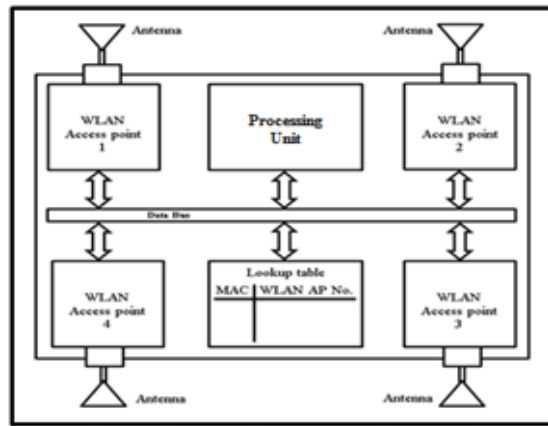 Antenna
Antenna
WLAN
Access point
1
Processing
Unit
WLAN
Access point
2
Data Bus
WLAN
Access point
4
Lookup table
MAC WLAN AP No.
WLAN
Access point
3
Antenna
Antenna